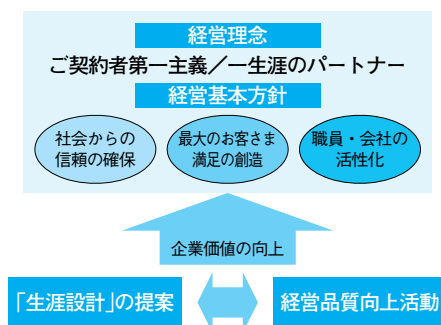 経営理念
ご契約者第一主義／一生涯のパートナー
経営基本方針
社会からの
信頼の確保
最大のお客さま
満足の創造
職員・会社の
活性化
企業価値の向上
「生涯設計」の提案
経営品質向上活動